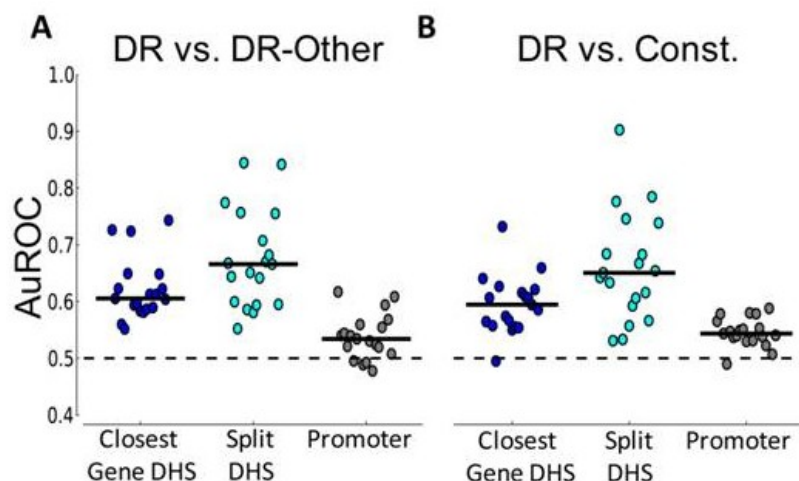 A
DR vs. DR-Other
B
DR vs. Const.
AuROC
1.0
0.9
0.8
0.7
0.6
0.5
0.4
Closest
Gene DHS
Split
DHS
Promoter
Closest
Gene DHS
Split
DHS
Promoter